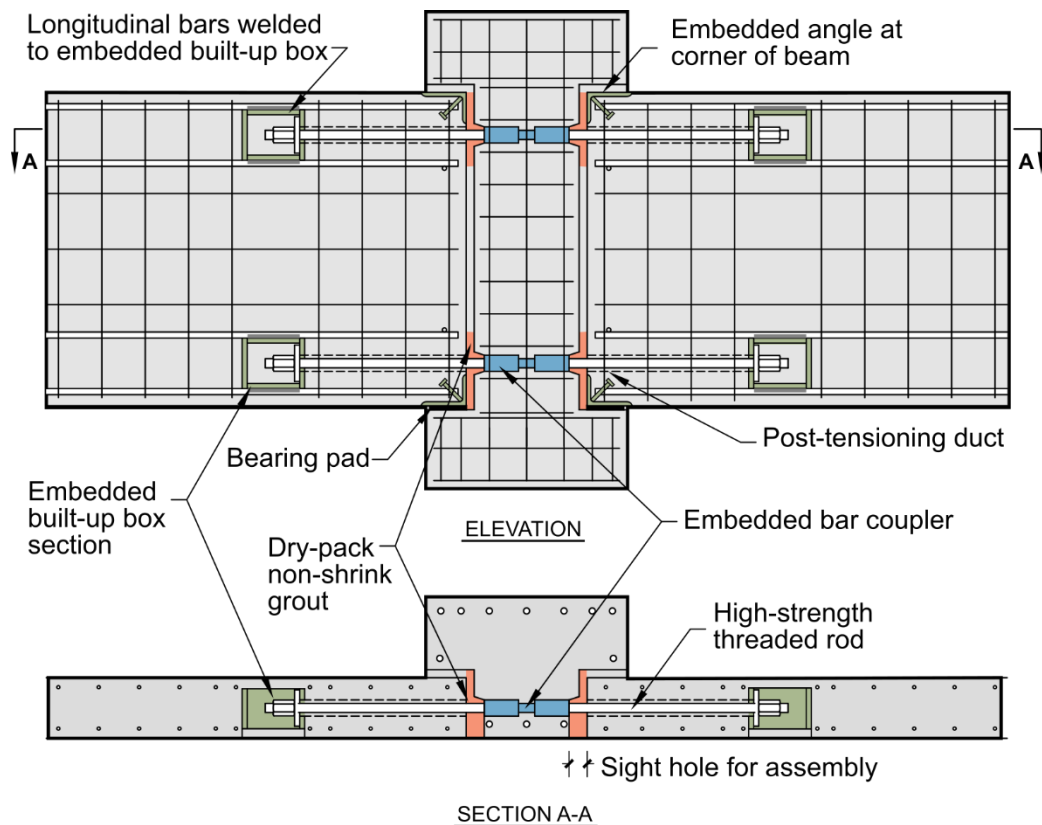 Longitudinal bars welded
to embedded built-up box
Embedded angle at
corner of beam
A
A
Bearing pad
Post-tensioning duct
Embedded
built-up box
section
ELEVATION
Embedded bar coupler
Dry-pack
non-shrink
grout
High-strength
threaded rod
Sight hole for assembly
SECTION A-A